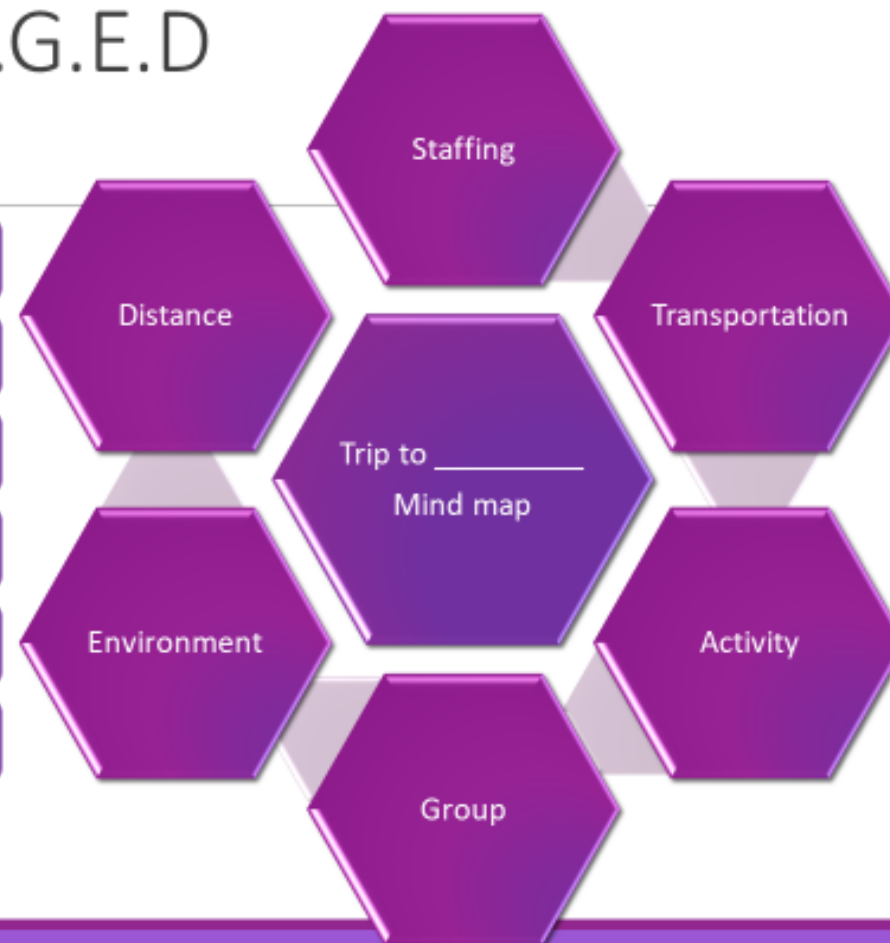 .G.E.D
Staffing
Distance
Transportation
Trip to _________
Mind map
Environment
Activity
Group